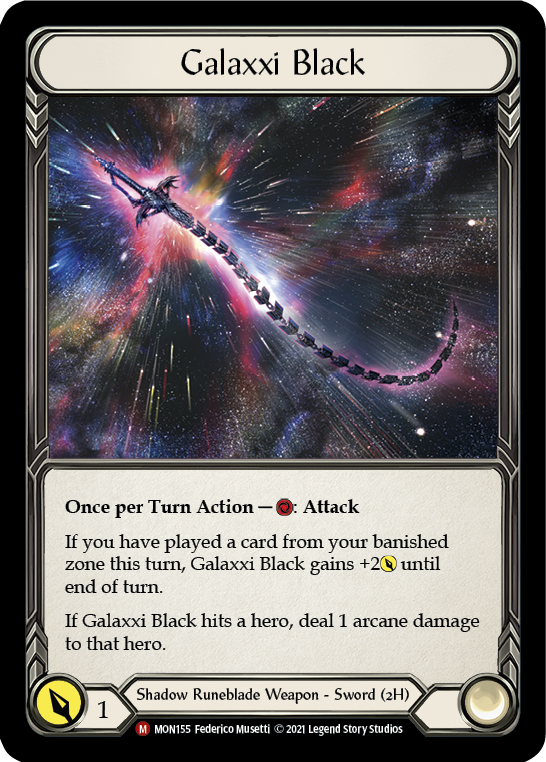 Galaxxi Black
Once per Turn Action — : Attack
If you have played a card from your banished
zone this turn, Galaxxi Black gains +2 until
end of turn.
If Galaxxi Black hits a hero, deal 1 arcane damage
to that hero.
1
Shadow Runeblade Weapon - Sword (2H)
M MON155 Federico Musetti © 2021 Legend Story Studios